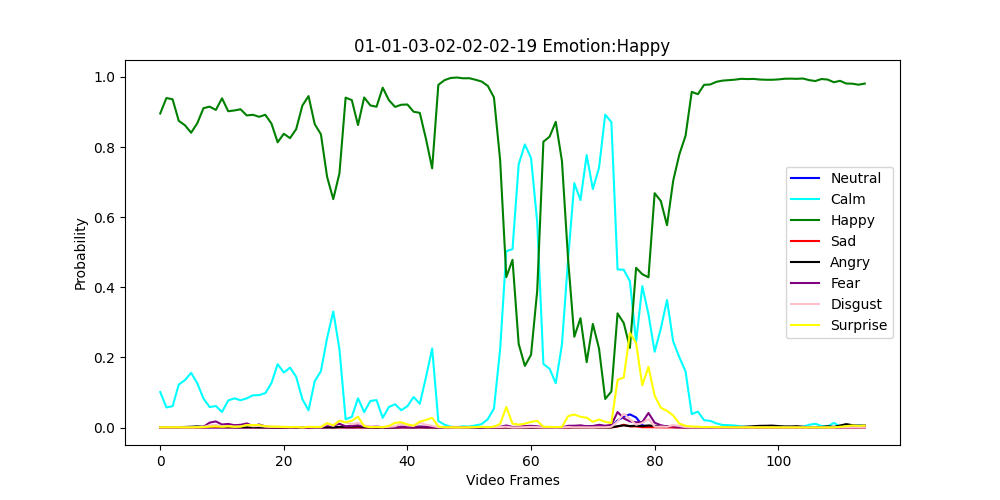 01-01-03-02-02-02-19 Emotion:Happy
1.0
0.8
0.6
0.4
0.2
0.0
Probability
0 20 40 60 80 100
Video Frames
Neutral
Calm
Happy
Sad
Angry
Fear
Disgust
Surprise